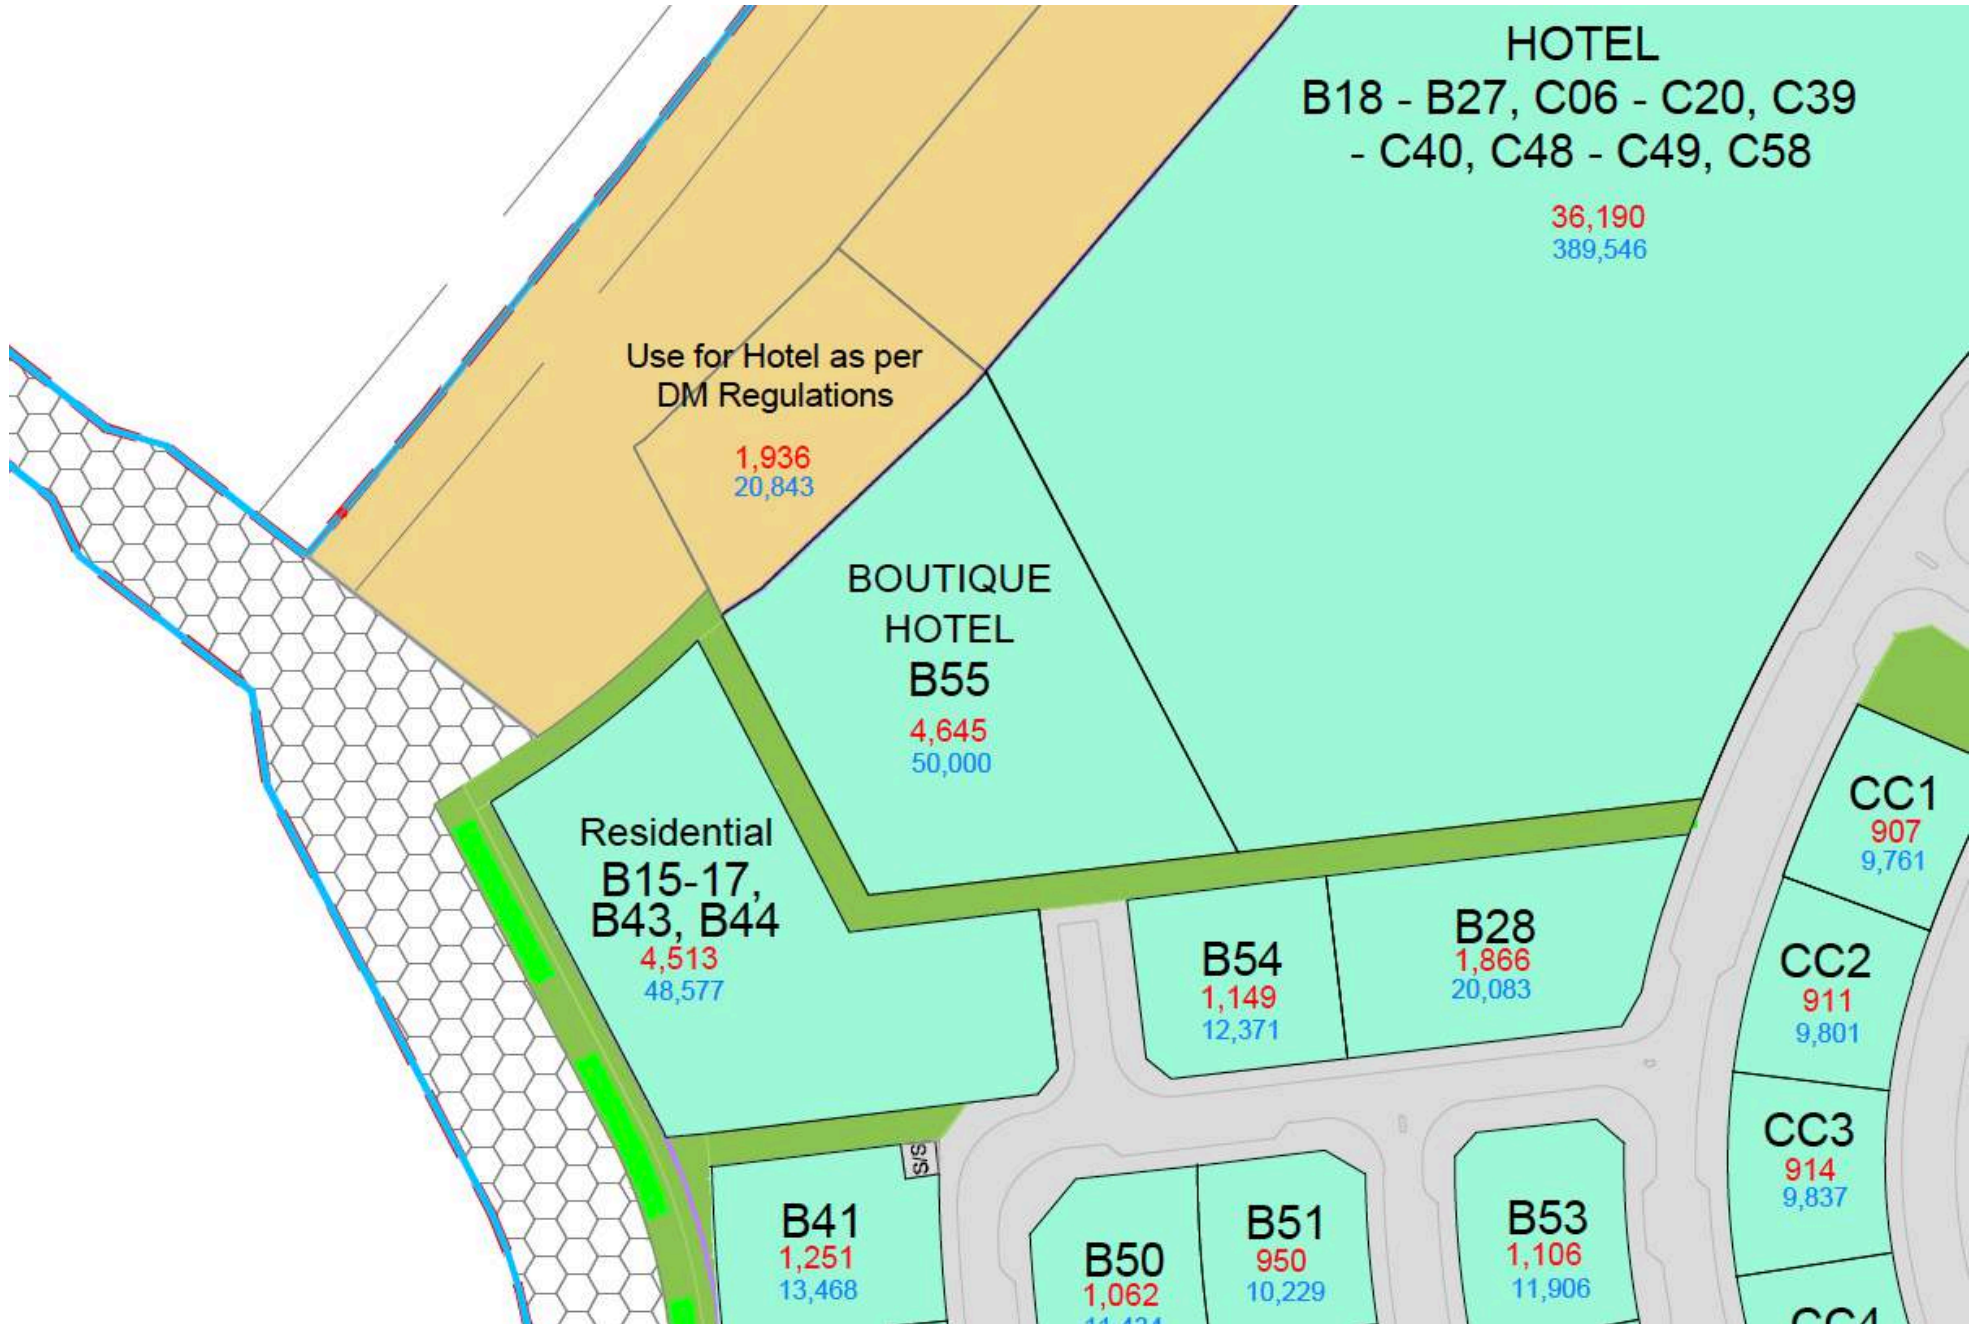 HOTEL
B18 - B27, C06 - C20, C39
- C40, C48 - C49, C58
36,190
389,546
Use for Hotel as per
DM Regulations
1,936
20,843
BOUTIQUE
HOTEL
B55
4,645
50,000
Residential
B15-17,
B43, B44
4,513
48,577
B54
1,149
12,371
B28
1,866
20,083
CC1
907
9,761
CC2
911
9,801
CC3
914
9,837
S/S
B41
1,251
13,468
B50
1,062
B51
950
10,229
B53
1,106
11,906
CC4